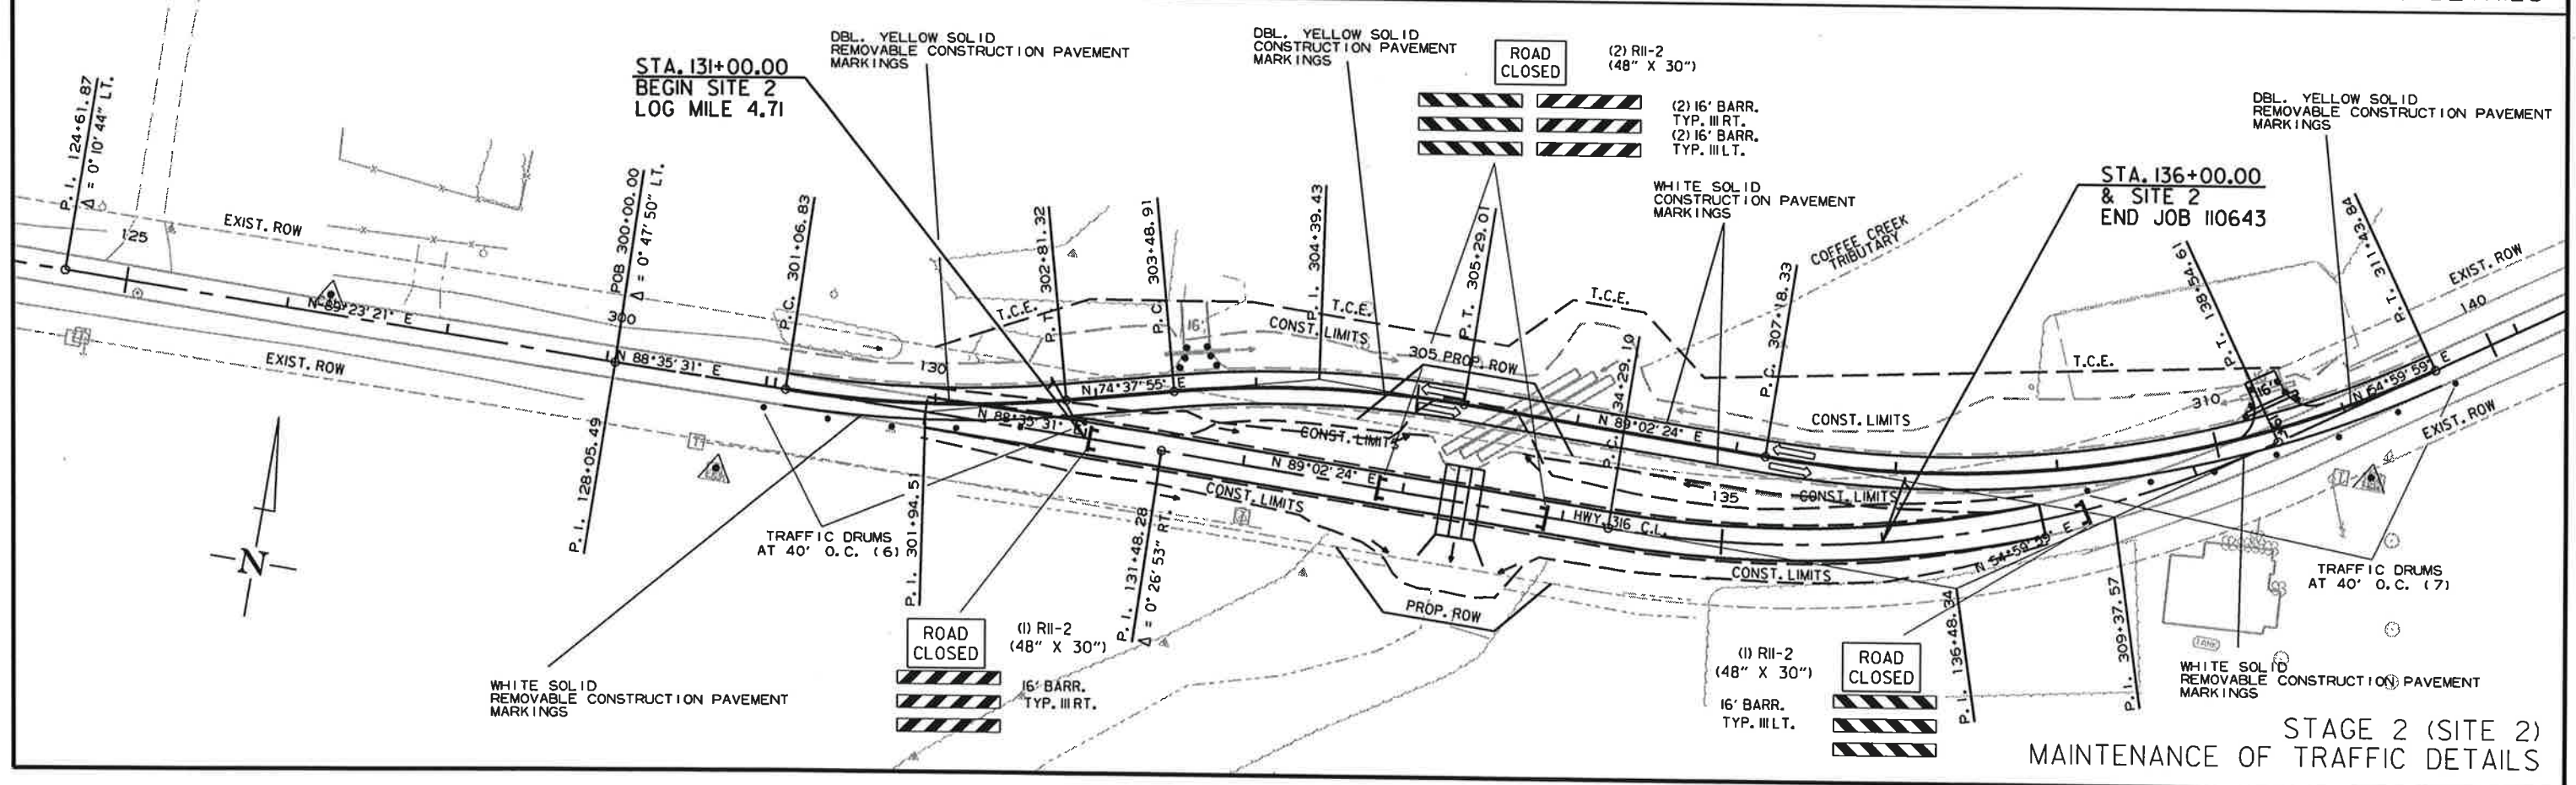 DBL. YELLOW SOLID
REMOVABLE CONSTRUCTION PAVEMENT
MARKINGS
DBL. YELLOW SOLID
CONSTRUCTION PAVEMENT
MARKINGS
ROAD
CLOSED
(2) R11-2
(48" X 30")
(2) 16' BARR.
TYP. III RT.
(2) 16' BARR.
TYP. III LT.
STA. 131+00.00
BEGIN SITE 2
LOG MILE 4.71
DBL. YELLOW SOLID
REMOVABLE CONSTRUCTION PAVEMENT
MARKINGS
WHITE SOLID
CONSTRUCTION PAVEMENT
MARKINGS
STA. 136+00.00
& SITE 2
END JOB 110643
P. I. 124+61.87
Δ = 0° 10' 44" LT.
125
EXIST. ROW
POB 300+00.00
Δ = 0° 47' 50" LT.
P.C. 301+06.83
P. T. 302+81.32
P. C. 303+48.91
P. I. 304+39.43
P. T. 305+29.01
P. C. 307+18.33
COFFEE CREEK
TRIBUTARY
P. T. 138+54.61
P. T. 311+43.84
EXIST. ROW
140
N 89°23'21" E
300
N 88°35'31" E
130
T.C.E.
16'
CONST. LIMITS
T.C.E.
305 PROP. ROW
T.C.E.
P. C. 134+29.10
T.C.E.
CONST. LIMITS
310
16'
N 54°59'59" E
EXIST. ROW
EXIST. ROW
N 74°37'55" E
N 88°35'31" E
CONST. LIMITS
N 89°02'24" E
N 89°02'24" E
CONST. LIMITS
135
CONST. LIMITS
HWY. 316 C.L.
N 54°59'59" E
CONST. LIMITS
PROP. ROW
P. I. 128+05.49
TRAFFIC DRUMS
AT 40' O.C. (6)
P. I. 301+94.51
P. I. 131+48.28
Δ = 0° 26' 53" RT.
P. I. 136+48.34
P. I. 309+37.57
TRAFFIC DRUMS
AT 40' O.C. (7)
TANK
N
ROAD
CLOSED
(1) R11-2
(48" X 30")
16' BARR.
TYP. III RT.
(1) R11-2
(48" X 30")
16' BARR.
TYP. III LT.
ROAD
CLOSED
WHITE SOLID
REMOVABLE CONSTRUCTION PAVEMENT
MARKINGS
WHITE SOLID
REMOVABLE CONSTRUCTION PAVEMENT
MARKINGS
STAGE 2 (SITE 2)
MAINTENANCE OF TRAFFIC DETAILS